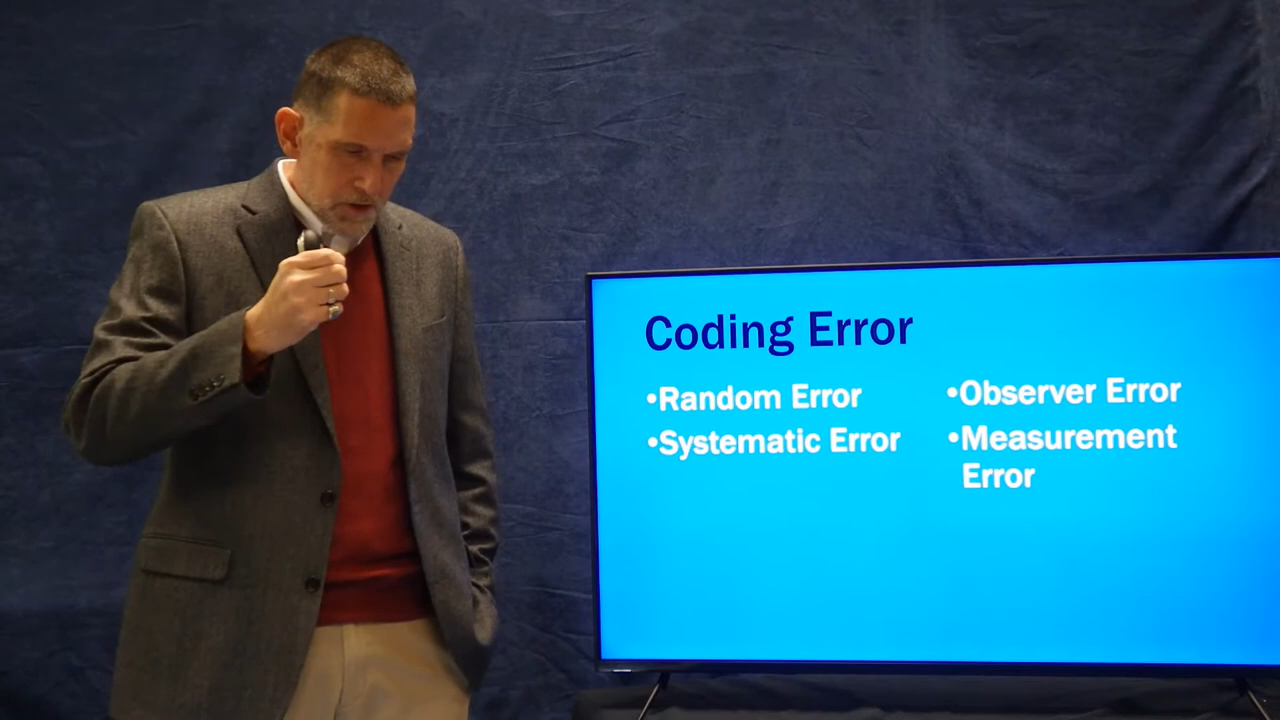 Coding Error
•Random Error
•Systematic Error
•Observer Error
•Measurement
Error